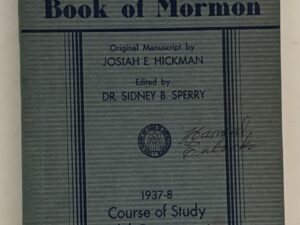 Book of Mormon
Original Manuscript by
JOSIAH E. HICKMAN
Edited by
DR. SIDNEY B. SPERRY
1937-8
Course of Study